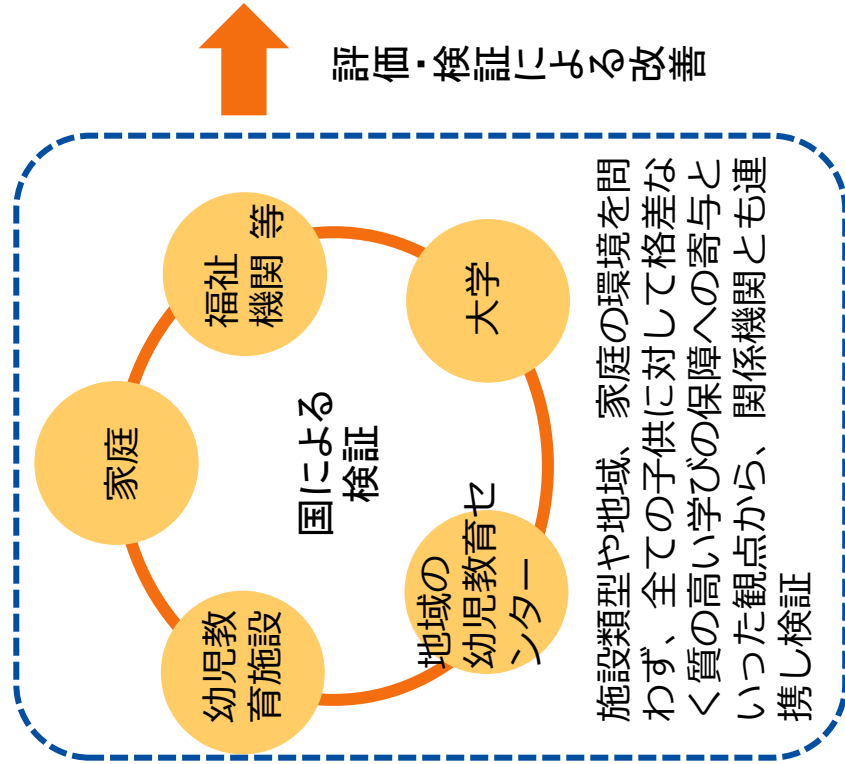 家庭
福祉
機関 等
大学
地域の
幼児教育セ
ンター
幼児教
育施設
国による
検証
施設類型や地域、家庭の環境を問
わず、全ての子供に対して格差な
く質の高い学びの保障への寄与と
いった観点から、関係機関とも連
携し検証
評価・検証による改善